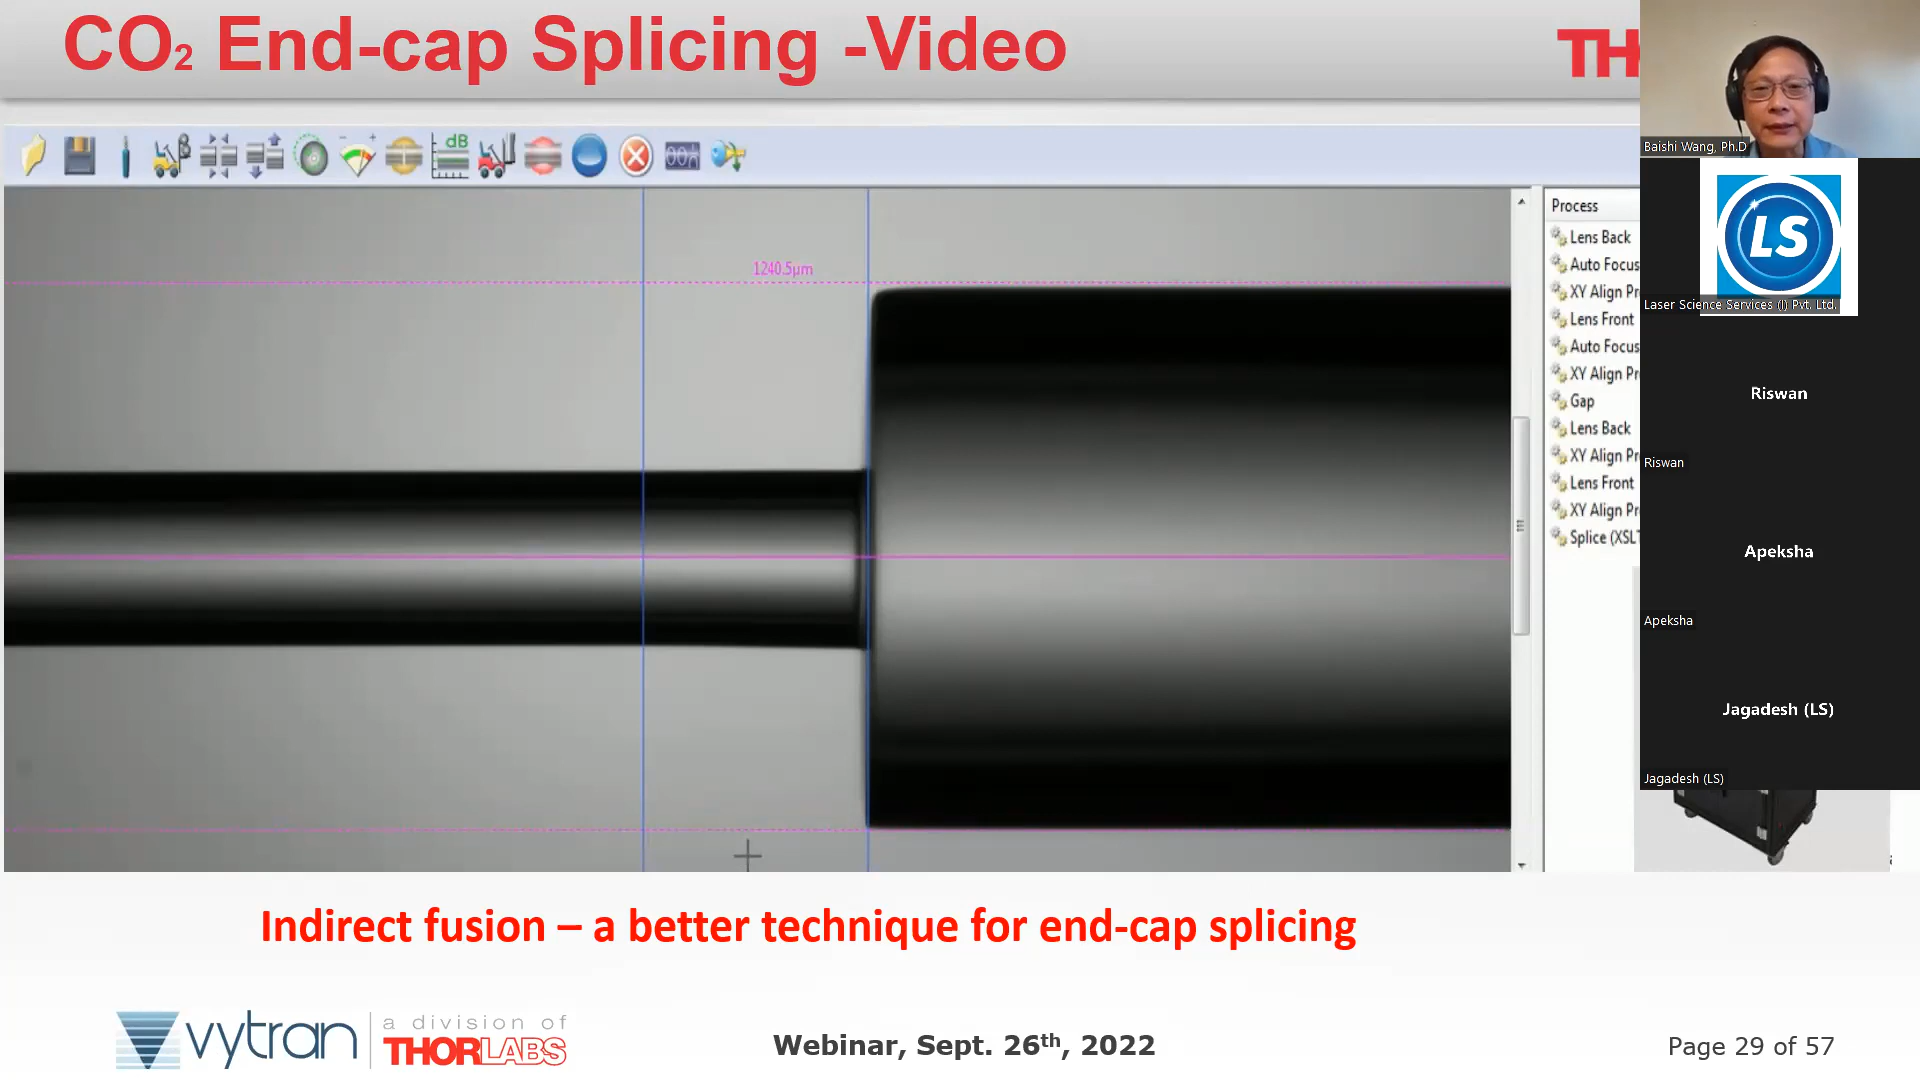 CO₂ End-cap Splicing -Video
TH
dB
1240.5µm
Process
Lens Back
Auto Focus
XY Align Pr
Lens Front
Auto Focus
XY Align Pr
Gap
Lens Back
XY Align Pr
Lens Front
XY Align Pr
Splice (XSLT
Baishi Wang, Ph.D
LS
Laser Science Services (I) Pvt. Ltd.
Riswan
Riswan
Apeksha
Apeksha
Jagadesh (LS)
Jagadesh (LS)
Indirect fusion – a better technique for end-cap splicing
vytran
a division of
THORLABS
Webinar, Sept. 26th, 2022
Page 29 of 57